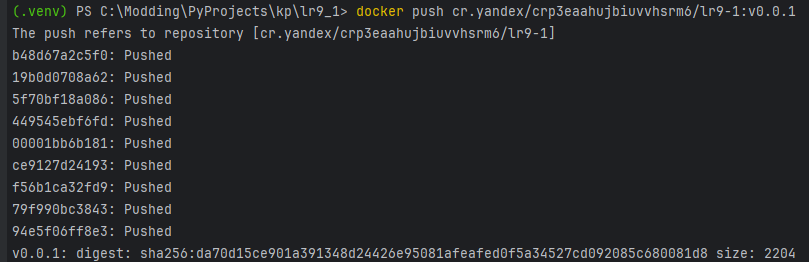 (.venv) PS C:\Modding\PyProjects\kp\lr9_1> docker push cr.yandex/crp3eaahujbiuvvhsrm6/lr9-1:v0.0.1
The push refers to repository [cr.yandex/crp3eaahujbiuvvhsrm6/lr9-1]
b48d67a2c5f0: Pushed
19b0d0708a62: Pushed
5f70bf18a086: Pushed
449545ebf6fd: Pushed
00001bb6b181: Pushed
ce9127d24193: Pushed
f56b1ca32fd9: Pushed
79f990bc3843: Pushed
94e5f06ff8e3: Pushed
v0.0.1: digest: sha256:da70d15ce901a391348d24426e95081afeafed0f5a34527cd092085c680081d8 size: 2204